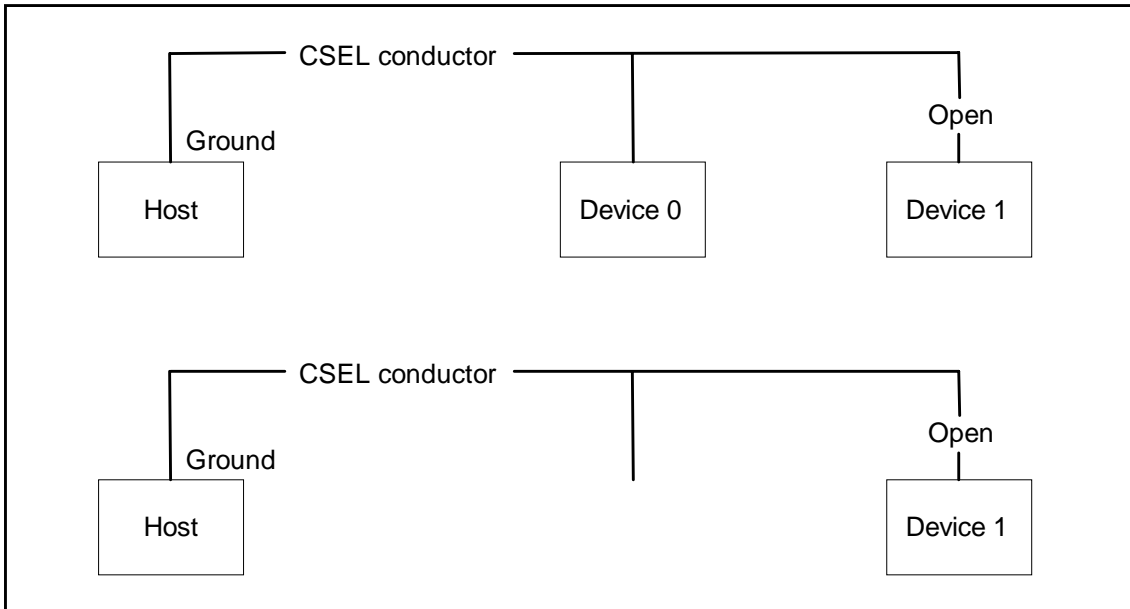 CSEL conductor
Open
Ground
Host
Device 0
Device 1
CSEL conductor
Open
Ground
Host
Device 1